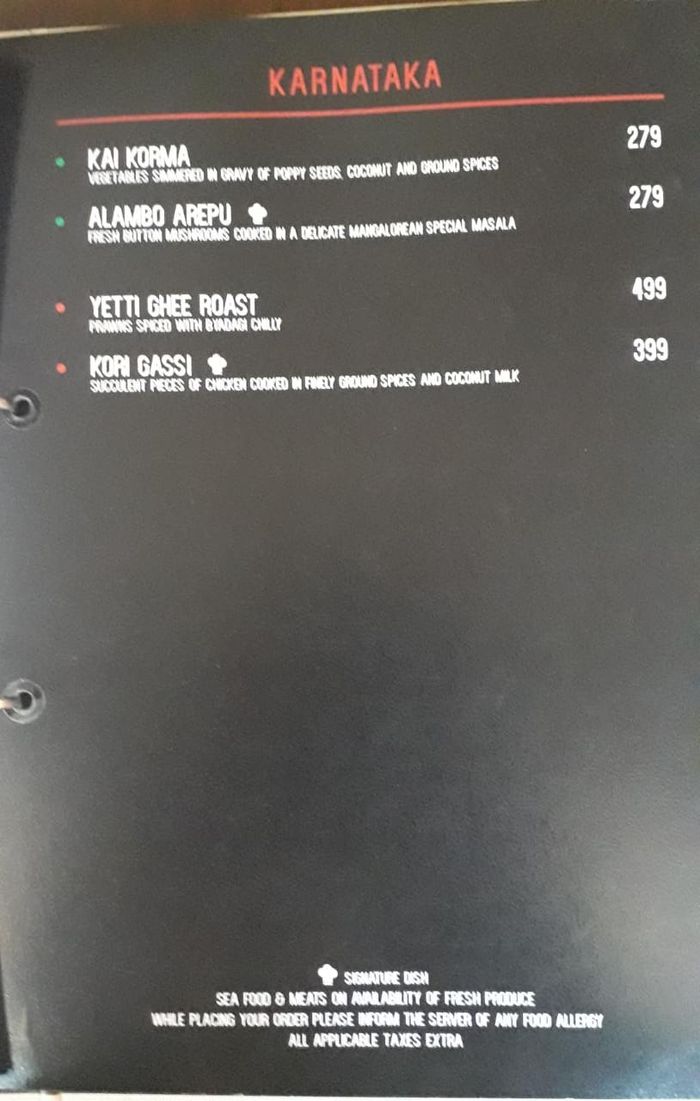 KARNATAKA
KAI KORMA 279
VEGETABLES SIMMERED IN GRAVY OF POPPY SEEDS, COCONUT AND GROUND SPICES
ALAMBO AREPU 279
FRESH BUTTON MUSHROOMS COOKED IN A DELICATE MANGALOREAN SPECIAL MASALA
YETTI GHEE ROAST 499
PRAWNS SPICED WITH BYADAGI CHILLY
KORI GASSI 399
SUCCULENT PIECES OF CHICKEN COOKED IN FINELY GROUND SPICES AND COCONUT MILK
SIGNATURE DISH
SEA FOOD & MEATS ON AVAILABILITY OF FRESH PRODUCE
WHILE PLACING YOUR ORDER PLEASE INFORM THE SERVER OF ANY FOOD ALLERGY
ALL APPLICABLE TAXES EXTRA